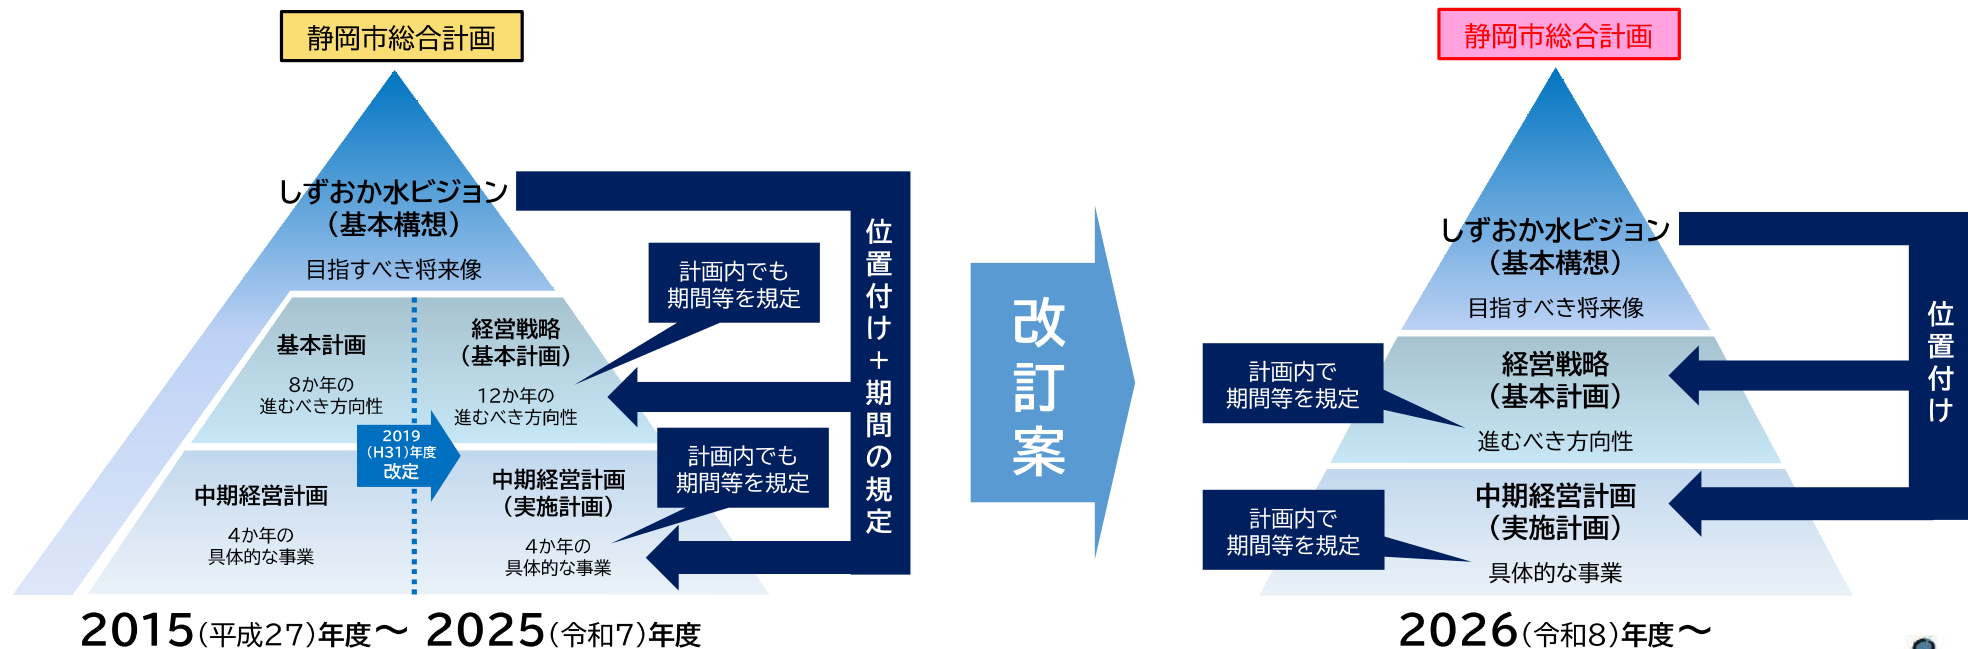 静岡市総合計画
しずおか水ビジョン
（基本構想）
目指すべき将来像
基本計画
8か年の
進むべき方向性
経営戦略
（基本計画）
12か年の
進むべき方向性
2019
（H31）年度
改定
中期経営計画
4か年の
具体的な事業
中期経営計画
（実施計画）
4か年の
具体的な事業
計画内でも
期間等を規定
計画内でも
期間等を規定
位置付け＋期間の規定
2015（平成27）年度～ 2025（令和7）年度
改訂案
静岡市総合計画
しずおか水ビジョン
（基本構想）
目指すべき将来像
経営戦略
（基本計画）
進むべき方向性
中期経営計画
（実施計画）
具体的な事業
計画内で
期間等を規定
計画内で
期間等を規定
位置付け
2026（令和8）年度～